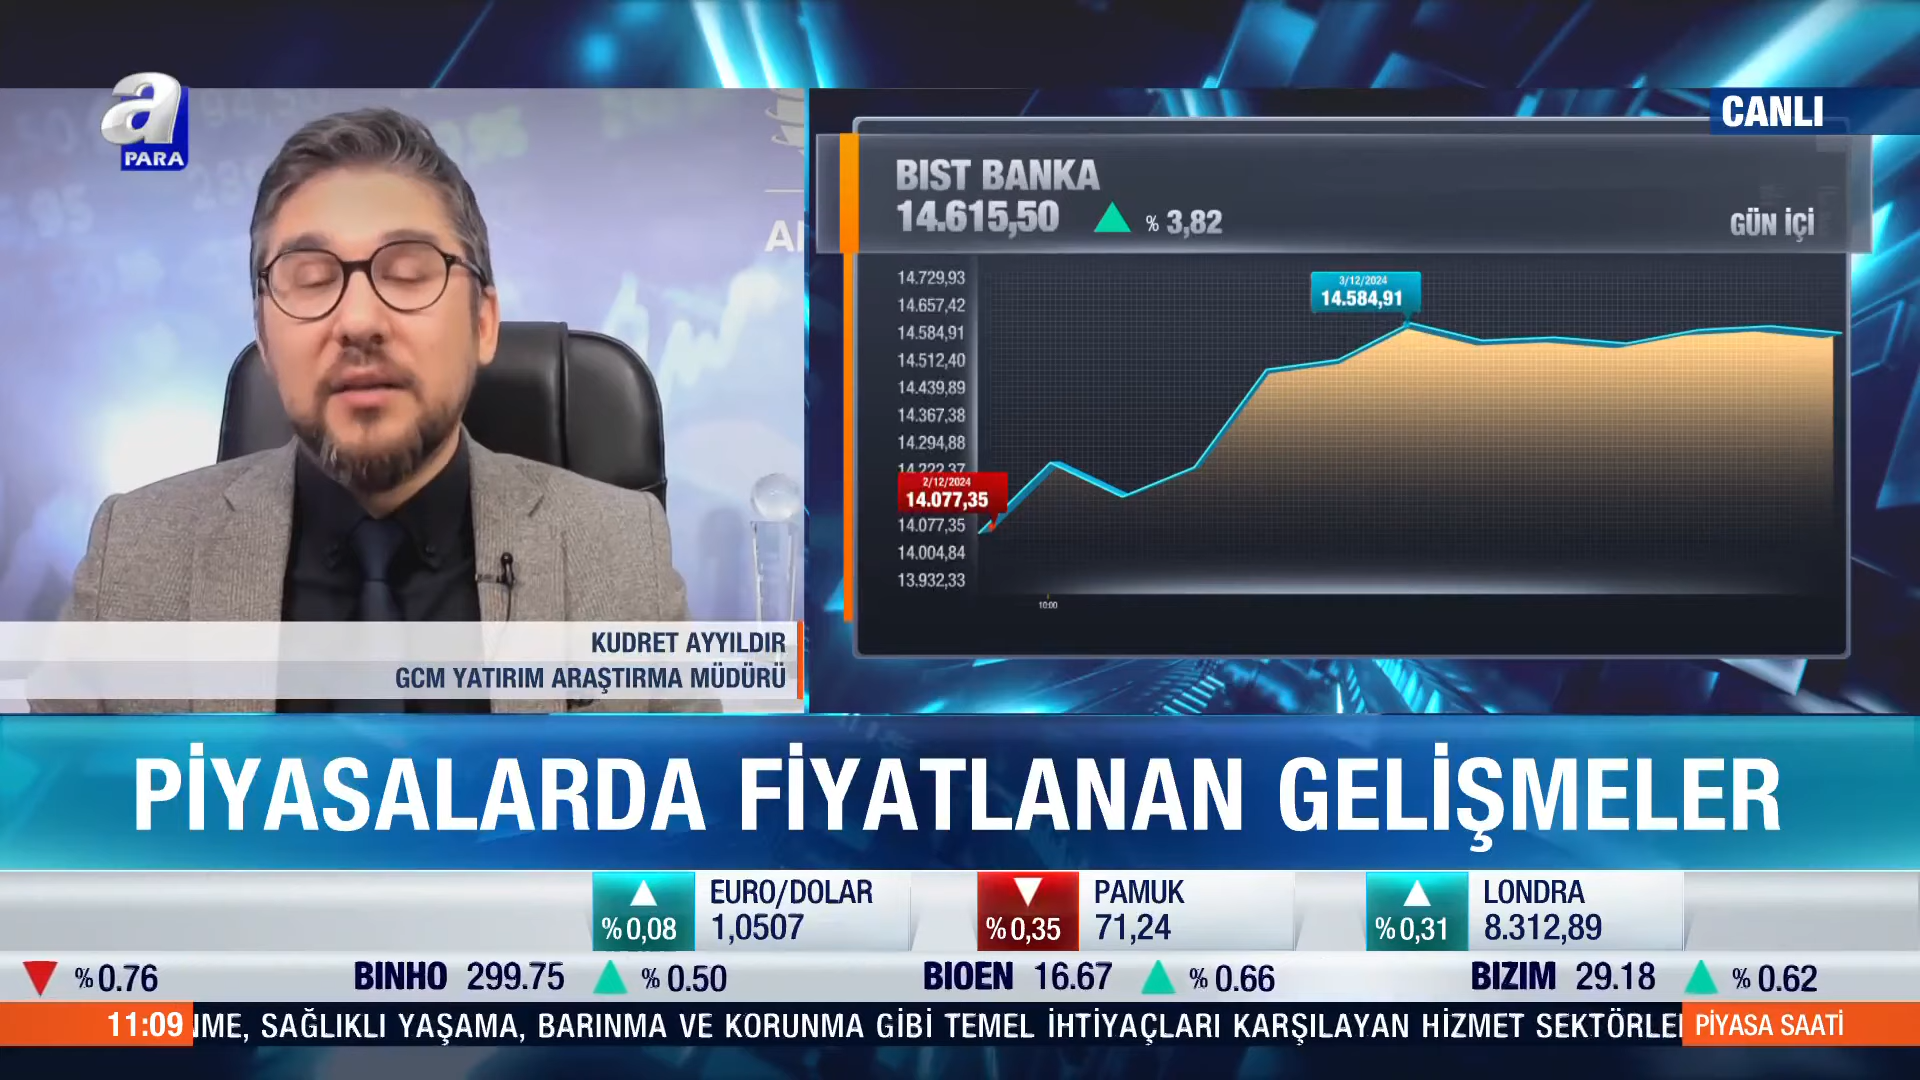 a
PARA
CANLI
BIST BANKA
14.615,50 % 3,82
GÜN İÇİ
14.729,93
14.657,42
14.584,91
14.512,40
14.439,89
14.367,38
14.294,88
14.222,37
14.077,35
14.004,84
13.932,33
3/12/2024
14.584,91
2/12/2024
14.077,35
10:00
KUDRET AYYILDIR
GCM YATIRIM ARAŞTIRMA MÜDÜRÜ
PİYASALARDA FİYATLANAN GELİŞMELER
%0,08 EURO/DOLAR 1,0507
%0,35 PAMUK 71,24
%0,31 LONDRA 8.312,89
%0.76 BINHO 299.75 %0.50 BIOEN 16.67 %0.66 BIZIM 29.18 %0.62
11:09 NME, SAĞLIKLI YAŞAMA, BARINMA VE KORUNMA GİBİ TEMEL İHTİYAÇLARI KARŞILAYAN HİZMET SEKTÖRLE PİYASA SAATİ